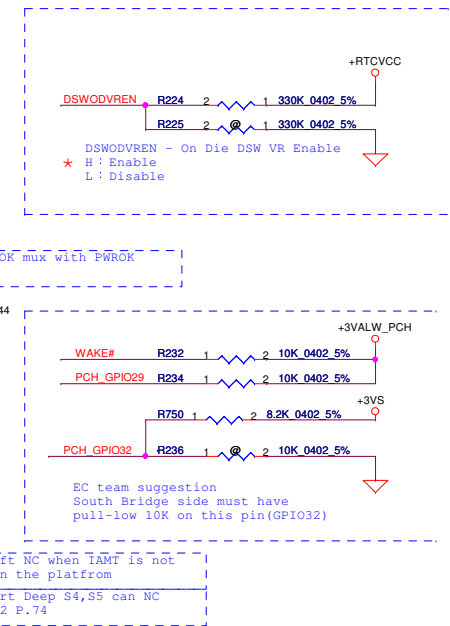 +RTCVCC
DSWODVREN R224 2 1 330K_0402_5%
R225 2 @ 1 330K_0402_5%
DSWODVREN - On Die DSW VR Enable
* H : Enable
L : Disable
OK mux with PWROK
44
+3VALW_PCH
WAKE# R232 1 2 10K_0402_5%
PCH_GPIO29 R234 1 2 10K_0402_5%
+3VS
R750 1 2 8.2K_0402_5%
PCH_GPIO32 R236 1 @ 2 10K_0402_5%
EC team suggestion
South Bridge side must have
pull-low 10K on this pin(GPIO32)
ft NC when IAMT is not
n the platfrom
rt Deep S4,S5 can NC
2 P.74